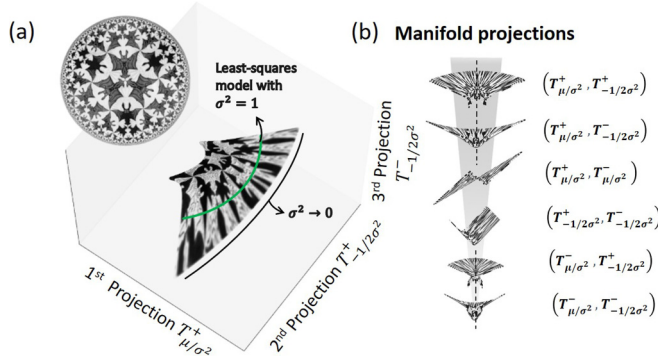 (a)
Least-squares
model with
σ² = 1
σ² → 0
1st Projection T⁺μ/σ²
2nd Projection T⁺−1/2σ²
3rd Projection
T⁻−1/2σ²
(b) Manifold projections
(T⁺μ/σ², T⁺−1/2σ²)
(T⁺μ/σ², T⁻−1/2σ²)
(T⁺μ/σ², T⁻μ/σ²)
(T⁺−1/2σ², T⁻−1/2σ²)
(T⁻μ/σ², T⁺−1/2σ²)
(T⁻μ/σ², T⁻−1/2σ²)